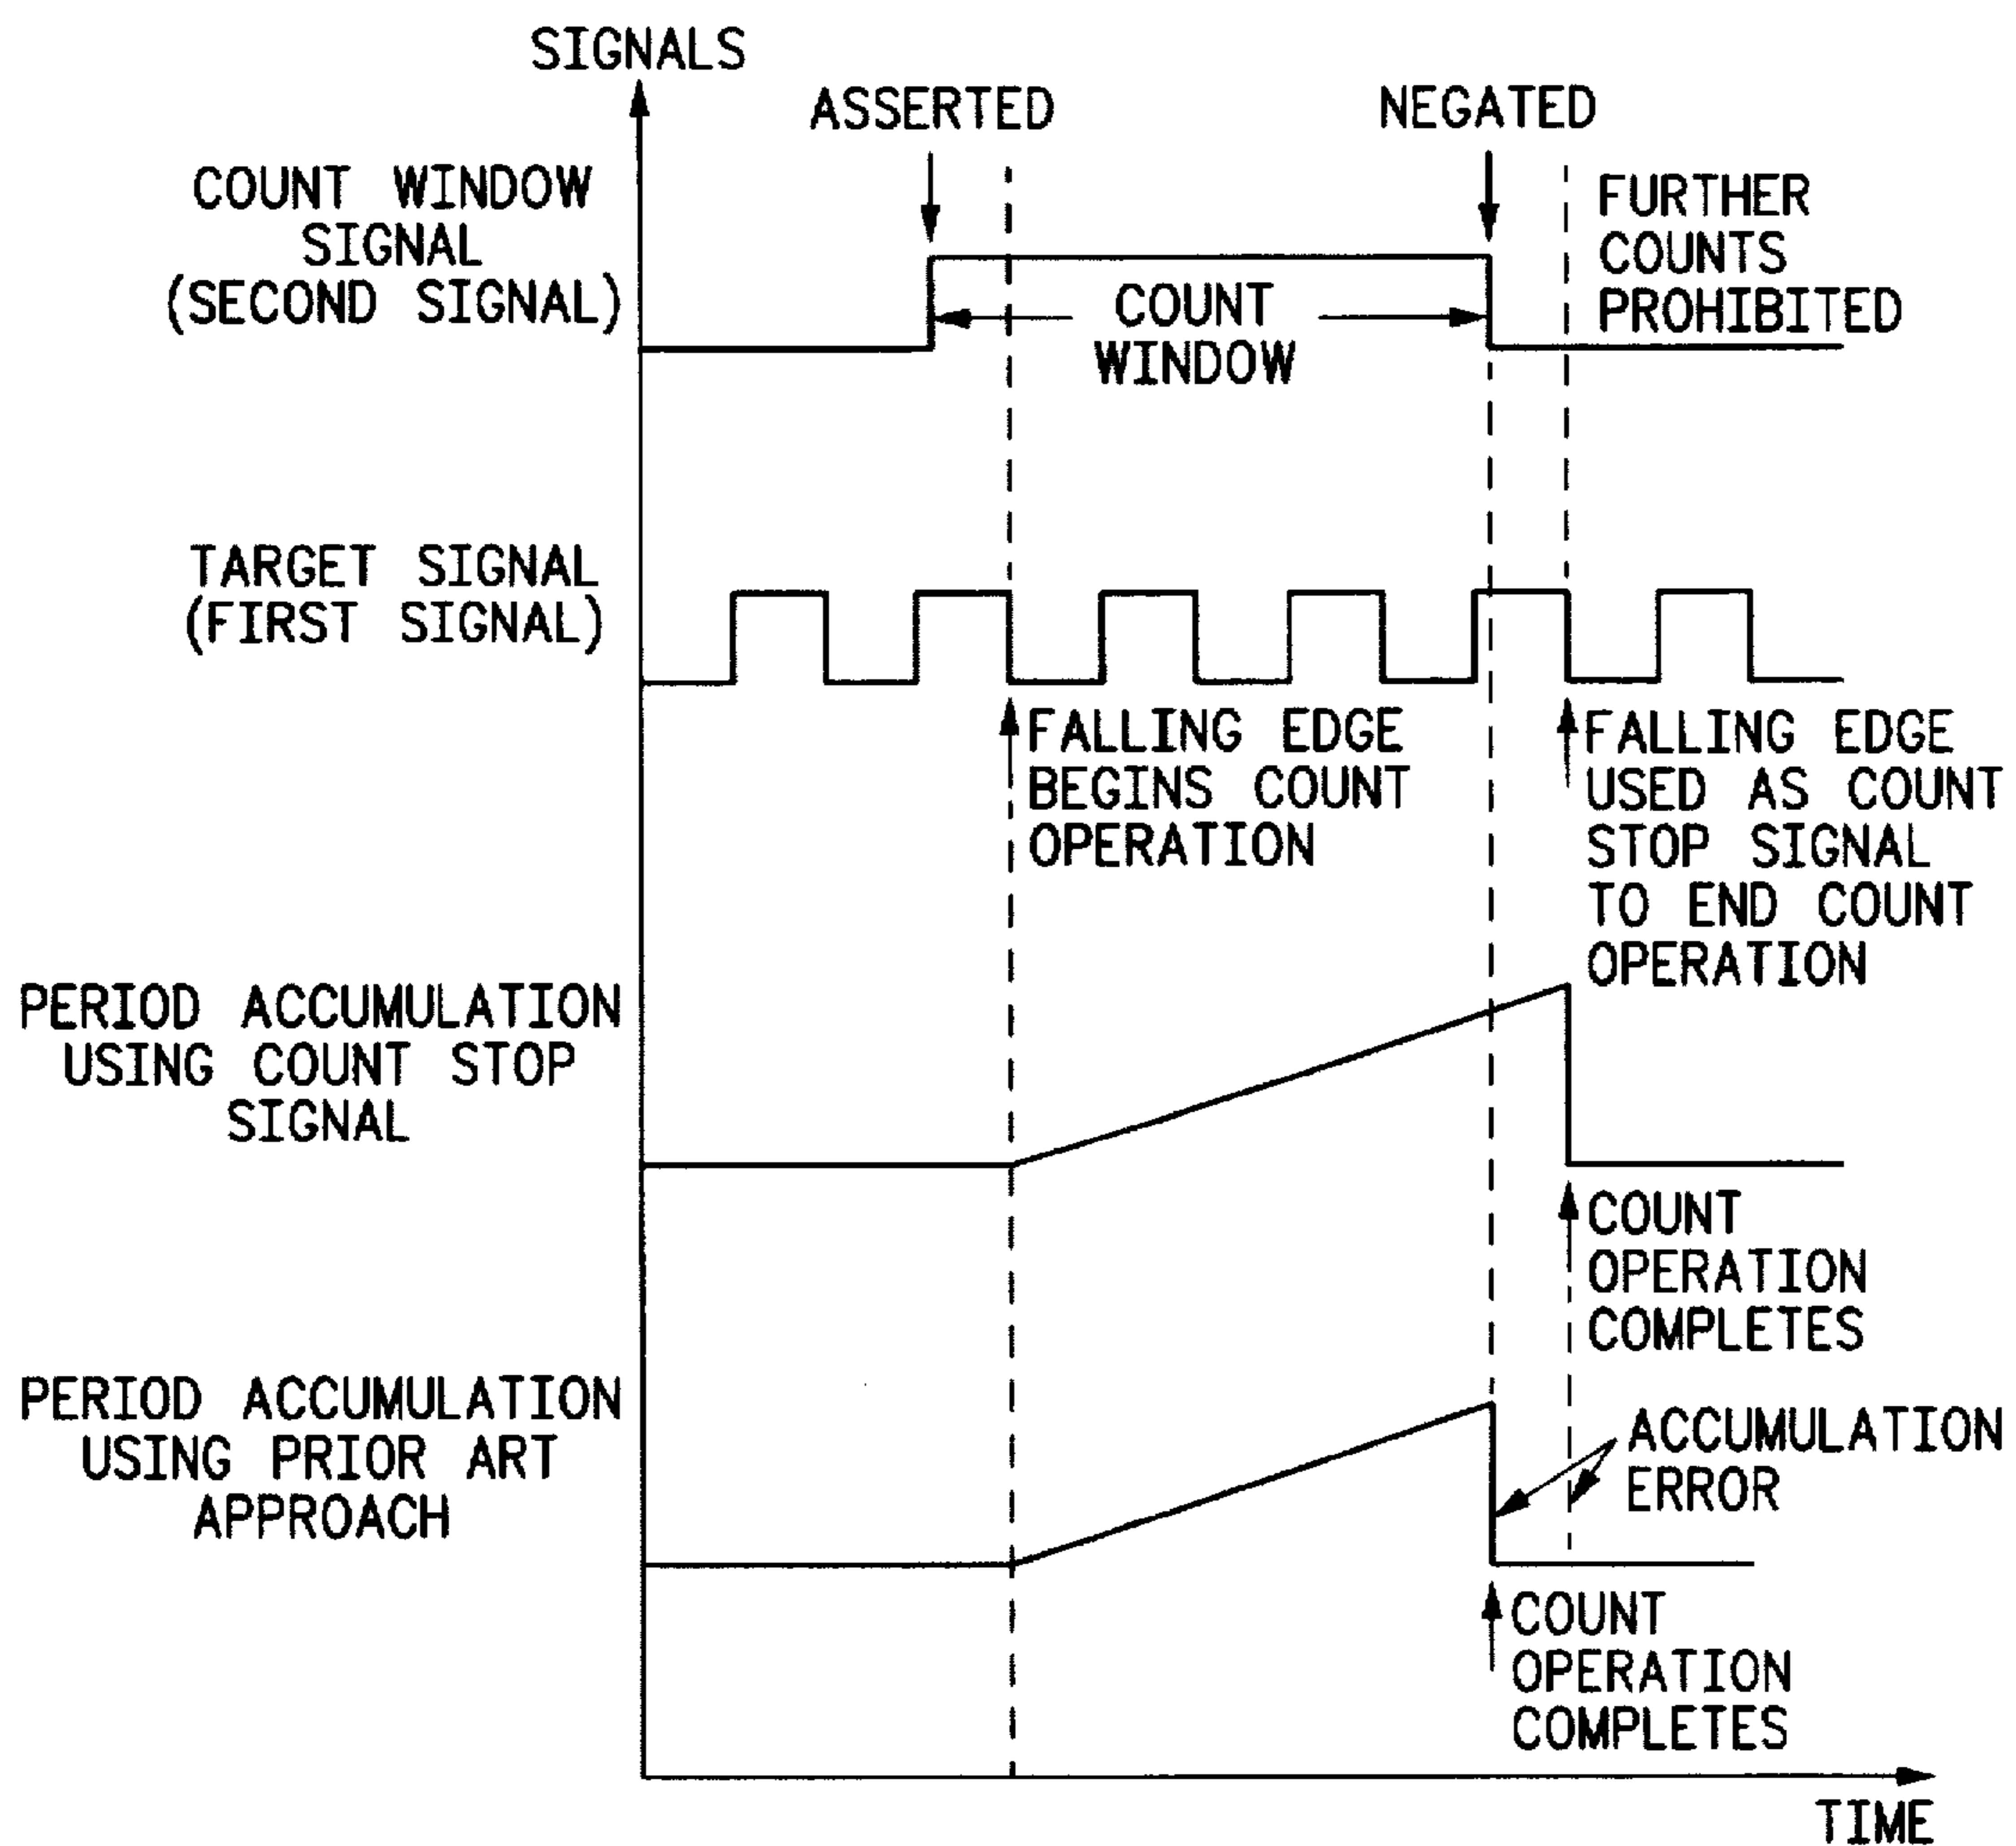 SIGNALS
ASSERTED
NEGATED
COUNT WINDOW
SIGNAL
(SECOND SIGNAL)
FURTHER
COUNTS
PROHIBITED
COUNT
WINDOW
TARGET SIGNAL
(FIRST SIGNAL)
FALLING EDGE
BEGINS COUNT
OPERATION
FALLING EDGE
USED AS COUNT
STOP SIGNAL
TO END COUNT
OPERATION
PERIOD ACCUMULATION
USING COUNT STOP
SIGNAL
COUNT
OPERATION
COMPLETES
PERIOD ACCUMULATION
USING PRIOR ART
APPROACH
ACCUMULATION
ERROR
COUNT
OPERATION
COMPLETES
TIME